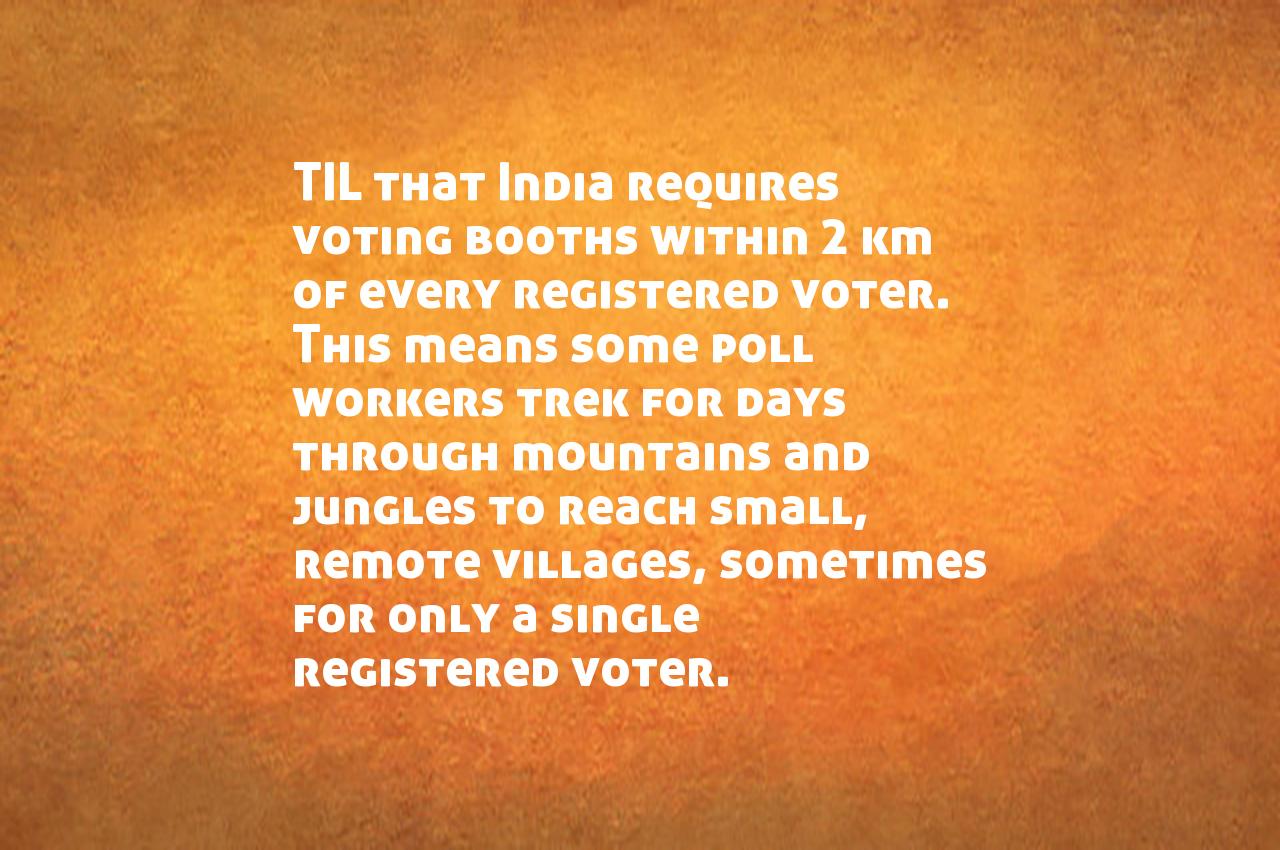 TIL that India requires
voting booths within 2 km
of every registered voter.
This means some poll
workers trek for days
through mountains and
jungles to reach small,
remote villages, sometimes
for only a single
registered voter.